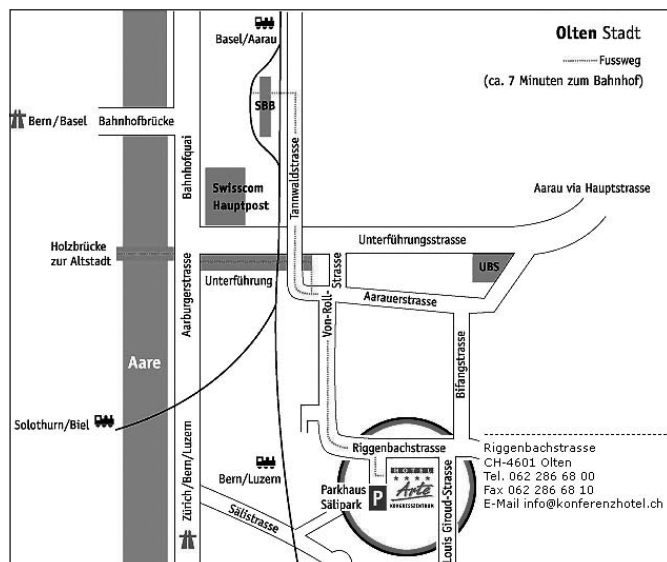 Olten Stadt
Fussweg
(ca. 7 Minuten zum Bahnhof)
Basel/Aarau
SBB
Bern/Basel
Bahnhofbrücke
Bahnhofquai
Tannwaldstrasse
Swisscom
Hauptpost
Aarau via Hauptstrasse
Unterführungsstrasse
Holzbrücke
zur Altstadt
Aarburgerstrasse
Unterführung
Von-Roll-
Strasse
UBS
Aarauerstrasse
Aare
Bifangstrasse
Solothurn/Biel
Zürich/Bern/Luzern
Bern/Luzern
Riggenbachstrasse
Parkhaus
Sälipark
P
HOTEL
Arte
KONGRESSZENTRUM
Sälistrasse
Louis Giroud-Strasse
Riggenbachstrasse
CH-4601 Olten
Tel. 062 286 68 00
Fax 062 286 68 10
E-Mail info@konferenzhotel.ch